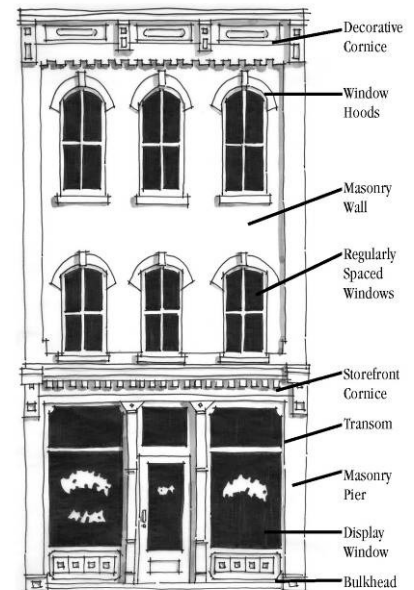 Decorative
Cornice
Window
Hoods
Masonry
Wall
Regularly
Spaced
Windows
Storefront
Cornice
Transom
Masonry
Pier
Display
Window
Bulkhead